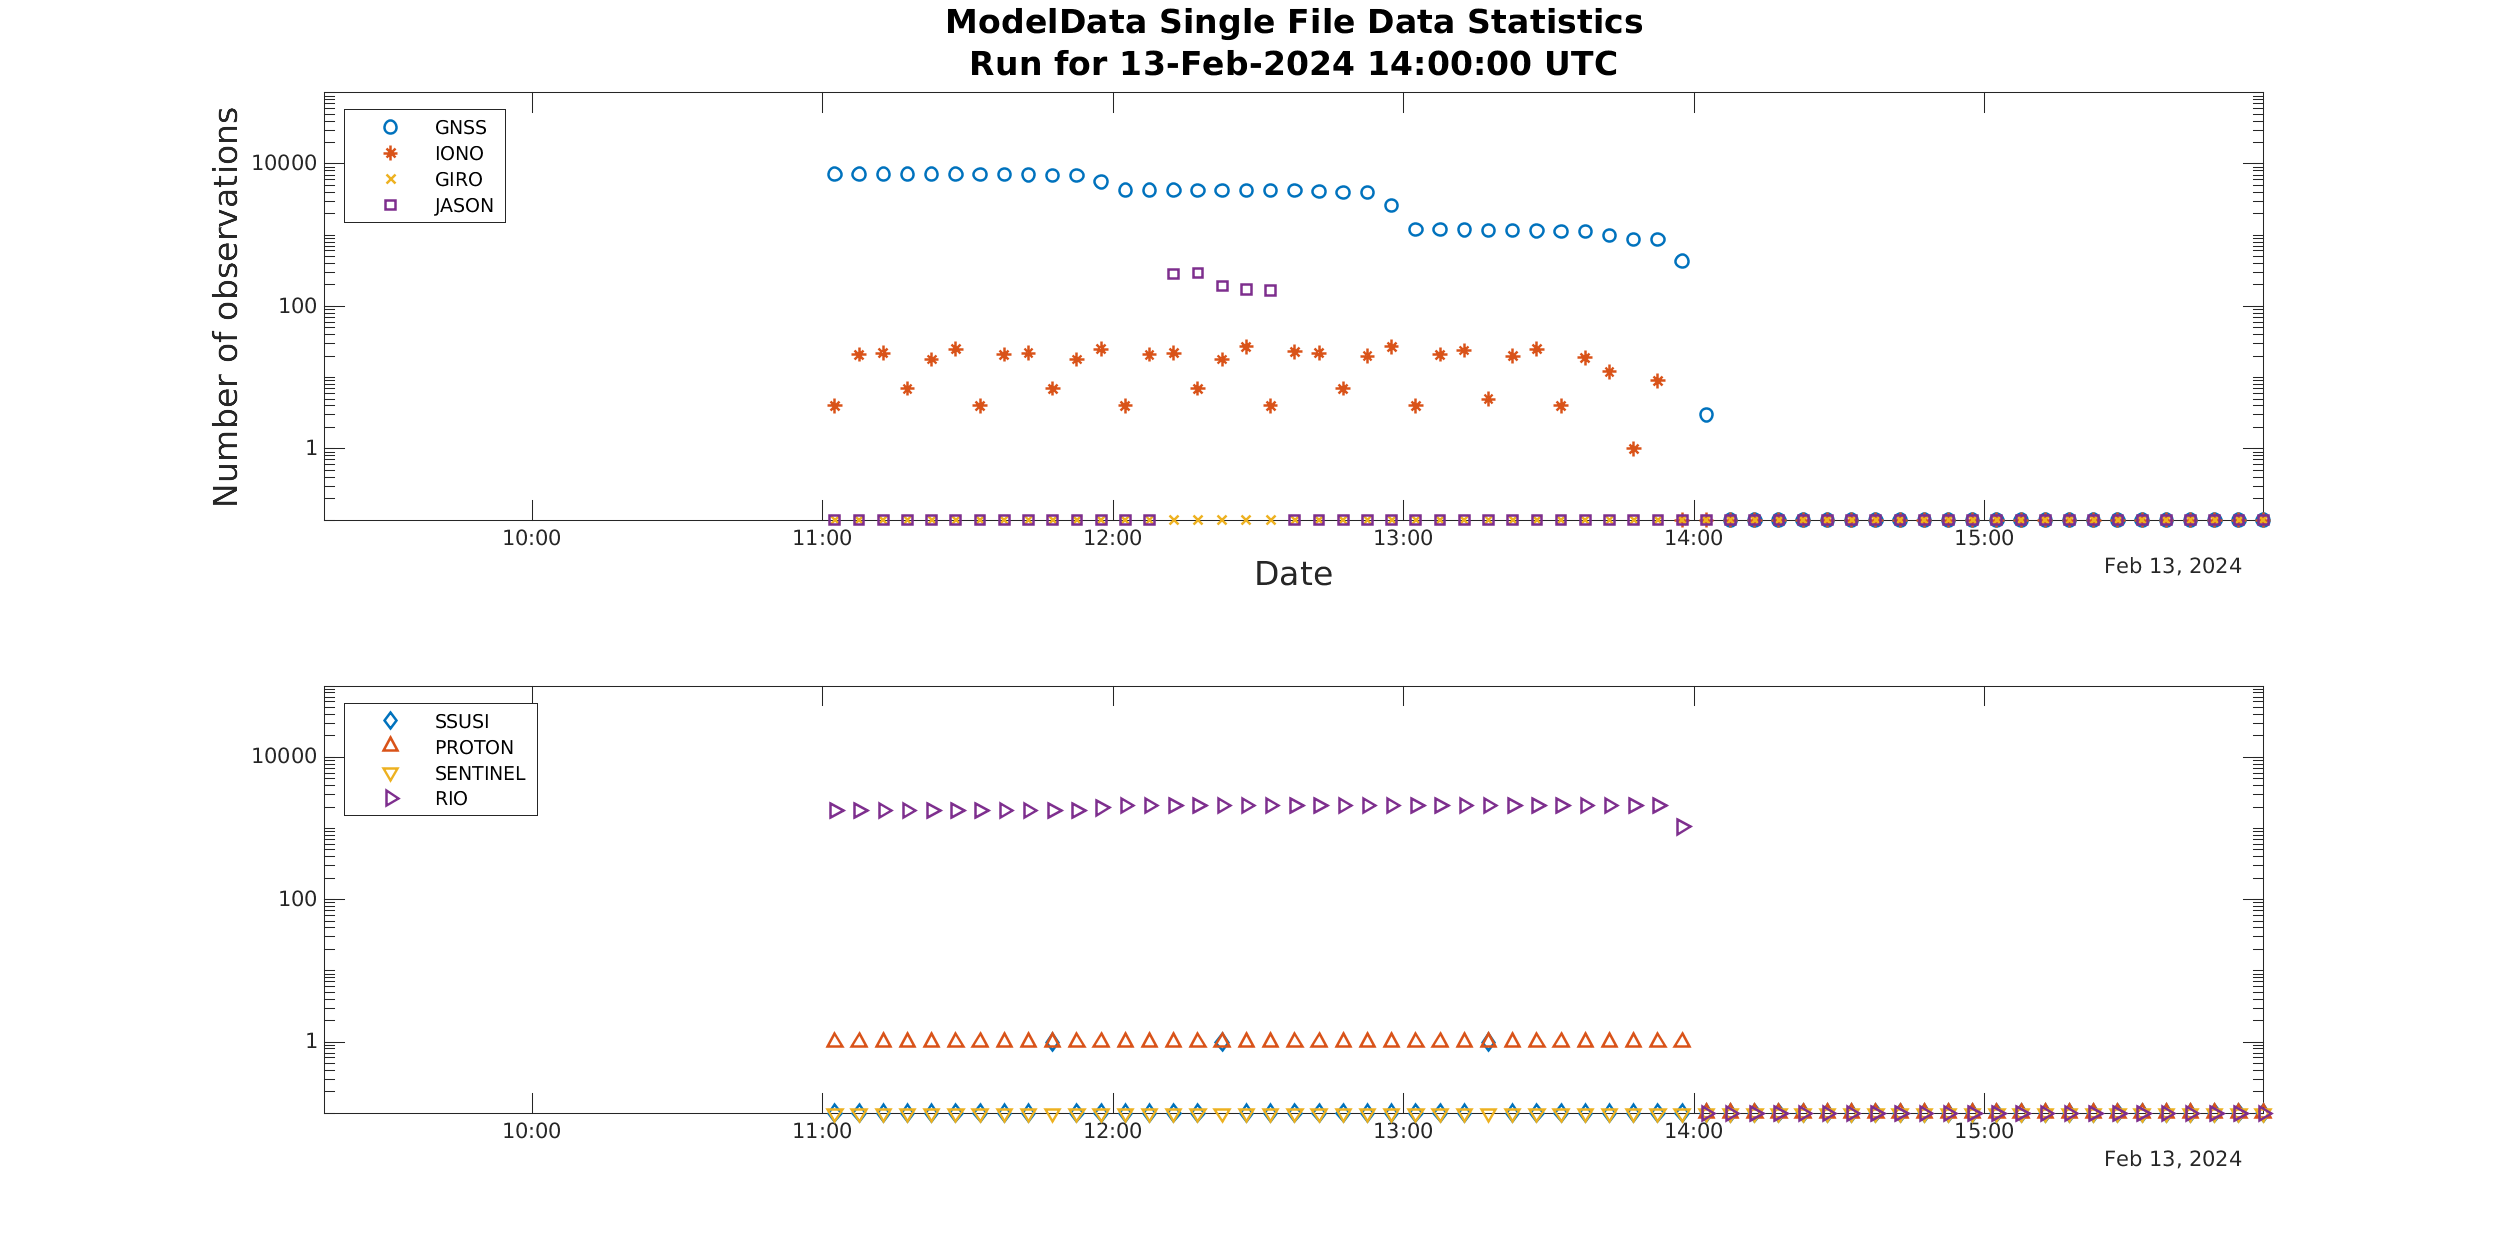 ModelData Single File Data Statistics
Run for 13-Feb-2024 14:00:00 UTC
Number of observations
10000
100
1
GNSS
IONO
GIRO
JASON
10:00 11:00 12:00 13:00 14:00 15:00
Feb 13, 2024
Date
10000
100
1
SSUSI
PROTON
SENTINEL
RIO
10:00 11:00 12:00 13:00 14:00 15:00
Feb 13, 2024